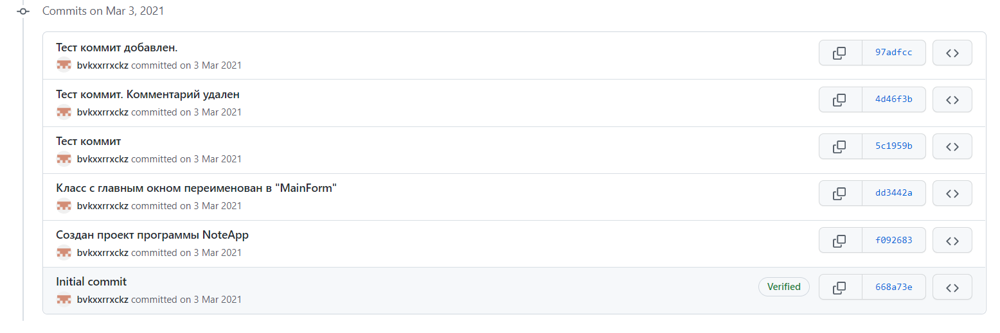 Commits on Mar 3, 2021
Тест коммит добавлен.
97adfcc
bvkxxrrxckz committed on 3 Mar 2021
Тест коммит. Комментарий удален
4d46f3b
bvkxxrrxckz committed on 3 Mar 2021
Тест коммит
5c1959b
bvkxxrrxckz committed on 3 Mar 2021
Класс с главным окном переименован в "MainForm"
dd3442a
bvkxxrrxckz committed on 3 Mar 2021
Создан проект программы NoteApp
f092683
bvkxxrrxckz committed on 3 Mar 2021
Initial commit
Verified
668a73e
bvkxxrrxckz committed on 3 Mar 2021